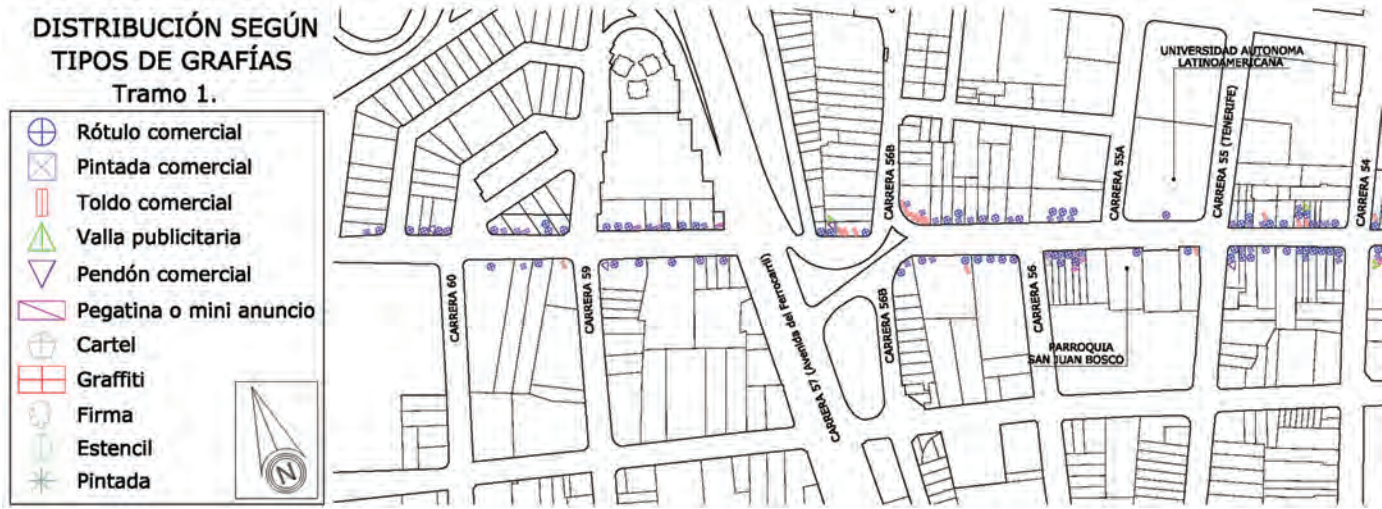 DISTRIBUCIÓN SEGÚN
TIPOS DE GRAFÍAS
Tramo 1.
Rótulo comercial
Pintada comercial
Toldo comercial
Valla publicitaria
Pendón comercial
Pegatina o mini anuncio
Cartel
Graffiti
Firma
Estencil
Pintada
N
CARRERA 60
CARRERA 59
CARRERA 57 (Avenida del Ferrocarril)
CARRERA 56B
CARRERA 56B
CARRERA 56
CARRERA 55A
UNIVERSIDAD AUTONOMA
LATINOAMERICANA
CARRERA 55 (TENERIFE)
CARRERA 54
PARROQUIA
SAN JUAN BOSCO